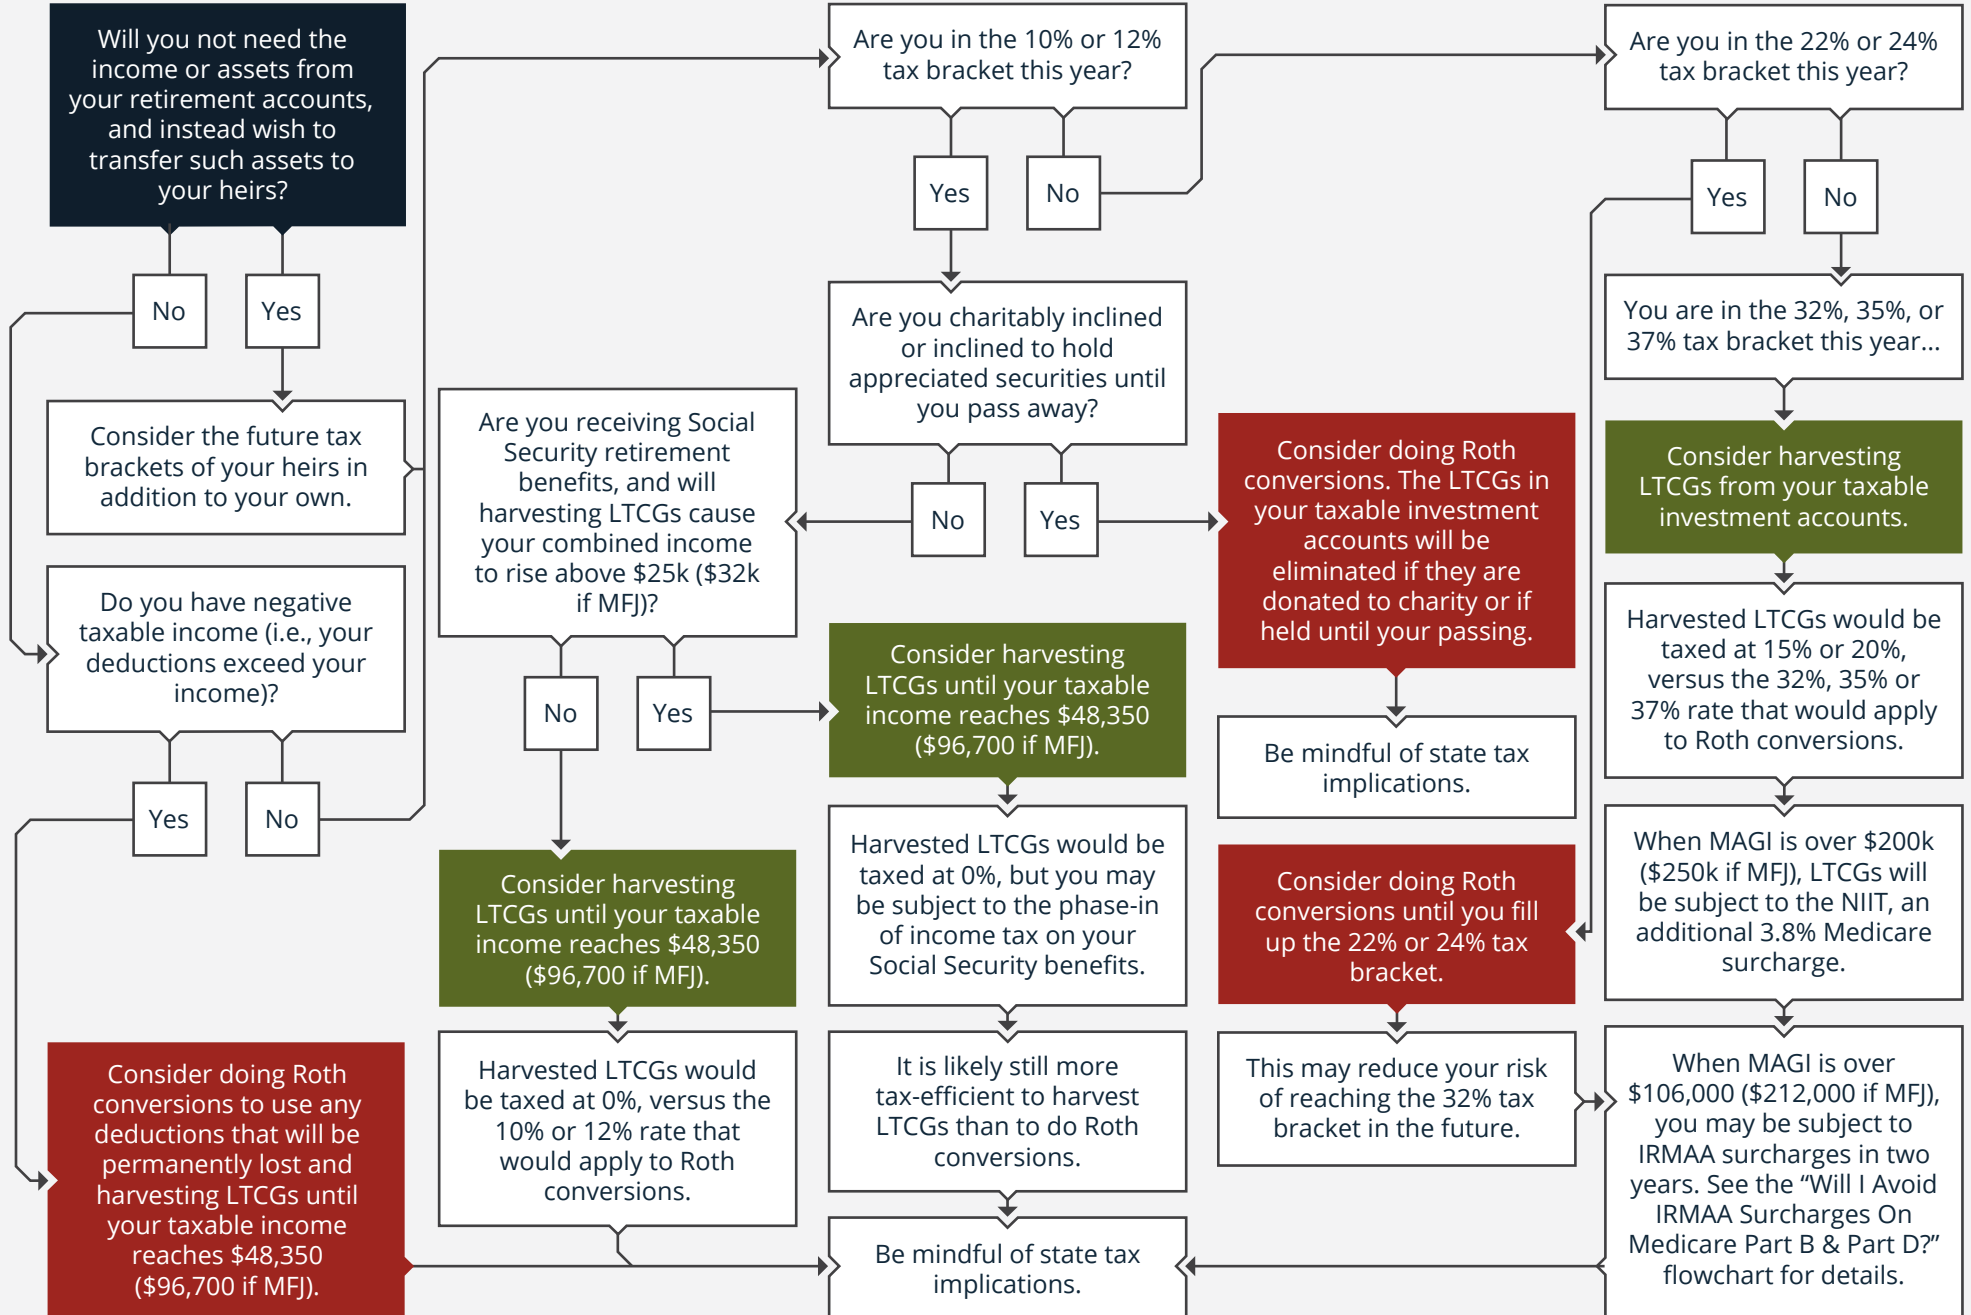 Will you not need the
income or assets from
your retirement accounts,
and instead wish to
transfer such assets to
your heirs?
No
Yes
Consider the future tax
brackets of your heirs in
addition to your own.
Do you have negative
taxable income (i.e., your
deductions exceed your
income)?
Yes
No
Consider doing Roth
conversions to use any
deductions that will be
permanently lost and
harvesting LTCGs until
your taxable income
reaches $48,350
($96,700 if MFJ).
Are you in the 10% or 12%
tax bracket this year?
Yes
No
Are you charitably inclined
or inclined to hold
appreciated securities until
you pass away?
No
Yes
Are you receiving Social
Security retirement
benefits, and will
harvesting LTCGs cause
your combined income
to rise above $25k ($32k
if MFJ)?
No
Yes
Consider harvesting
LTCGs until your taxable
income reaches $48,350
($96,700 if MFJ).
Harvested LTCGs would
be taxed at 0%, versus the
10% or 12% rate that
would apply to Roth
conversions.
Consider harvesting
LTCGs until your taxable
income reaches $48,350
($96,700 if MFJ).
Harvested LTCGs would be
taxed at 0%, but you may
be subject to the phase-in
of income tax on your
Social Security benefits.
It is likely still more
tax-efficient to harvest
LTCGs than to do Roth
conversions.
Be mindful of state tax
implications.
Consider doing Roth
conversions. The LTCGs in
your taxable investment
accounts will be
eliminated if they are
donated to charity or if
held until your passing.
Be mindful of state tax
implications.
Are you in the 22% or 24%
tax bracket this year?
Yes
No
Consider doing Roth
conversions until you fill
up the 22% or 24% tax
bracket.
This may reduce your risk
of reaching the 32% tax
bracket in the future.
You are in the 32%, 35%, or
37% tax bracket this year...
Consider harvesting
LTCGs from your taxable
investment accounts.
Harvested LTCGs would be
taxed at 15% or 20%,
versus the 32%, 35% or
37% rate that would apply
to Roth conversions.
When MAGI is over $200k
($250k if MFJ), LTCGs will
be subject to the NIIT, an
additional 3.8% Medicare
surcharge.
When MAGI is over
$106,000 ($212,000 if MFJ),
you may be subject to
IRMAA surcharges in two
years. See the “Will I Avoid
IRMAA Surcharges On
Medicare Part B & Part D?”
flowchart for details.